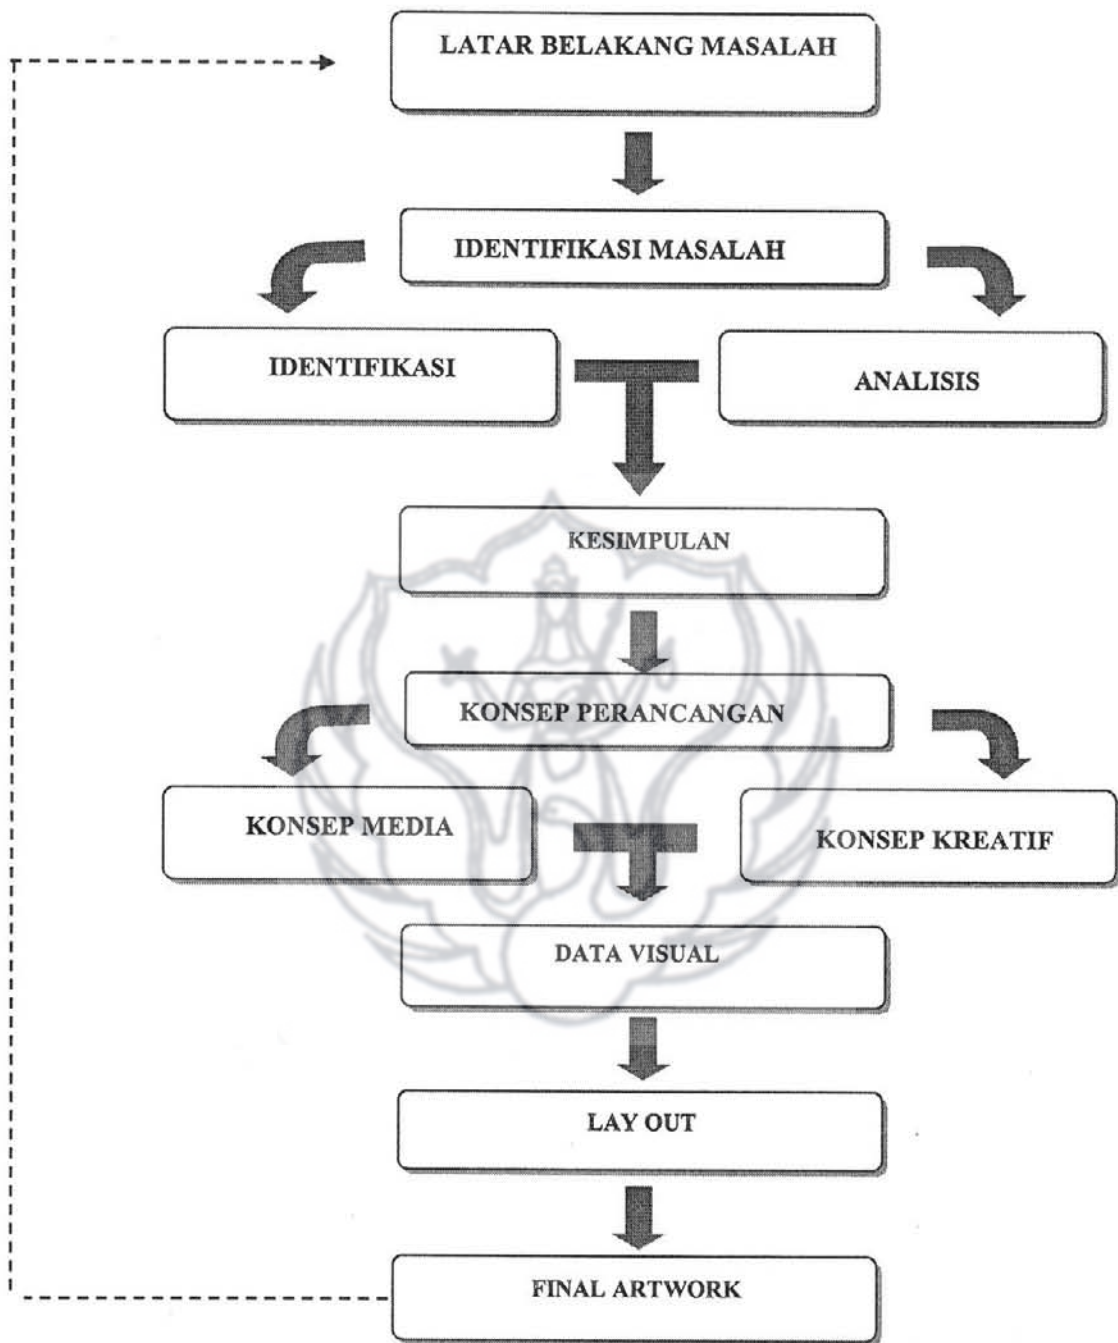 LATAR BELAKANG MASALAH
IDENTIFIKASI MASALAH
IDENTIFIKASI
ANALISIS
KESIMPULAN
KONSEP PERANCANGAN
KONSEP MEDIA
KONSEP KREATIF
DATA VISUAL
LAY OUT
FINAL ARTWORK